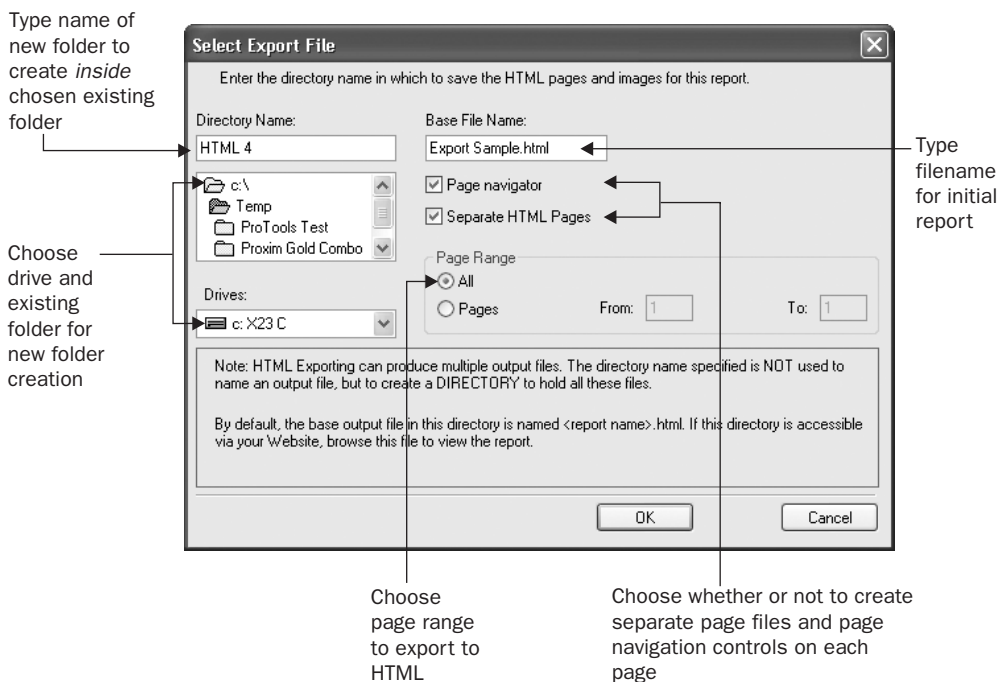 Type name of
new folder to
create inside
chosen existing
folder
Select Export File
Enter the directory name in which to save the HTML pages and images for this report.
Directory Name:
Base File Name:
HTML 4
Export Sample.html
Type
filename
for initial
report
c:\
Temp
ProTools Test
Proxim Gold Combo
Page navigator
Separate HTML Pages
Choose
drive and
existing
folder for
new folder
creation
Page Range
All
Pages
From: 1
To: 1
Drives:
c: X23 C
Note: HTML Exporting can produce multiple output files. The directory name specified is NOT used to
name an output file, but to create a DIRECTORY to hold all these files.
By default, the base output file in this directory is named <report name>.html. If this directory is accessible
via your Website, browse this file to view the report.
OK
Cancel
Choose
page range
to export to
HTML
Choose whether or not to create
separate page files and page
navigation controls on each
page